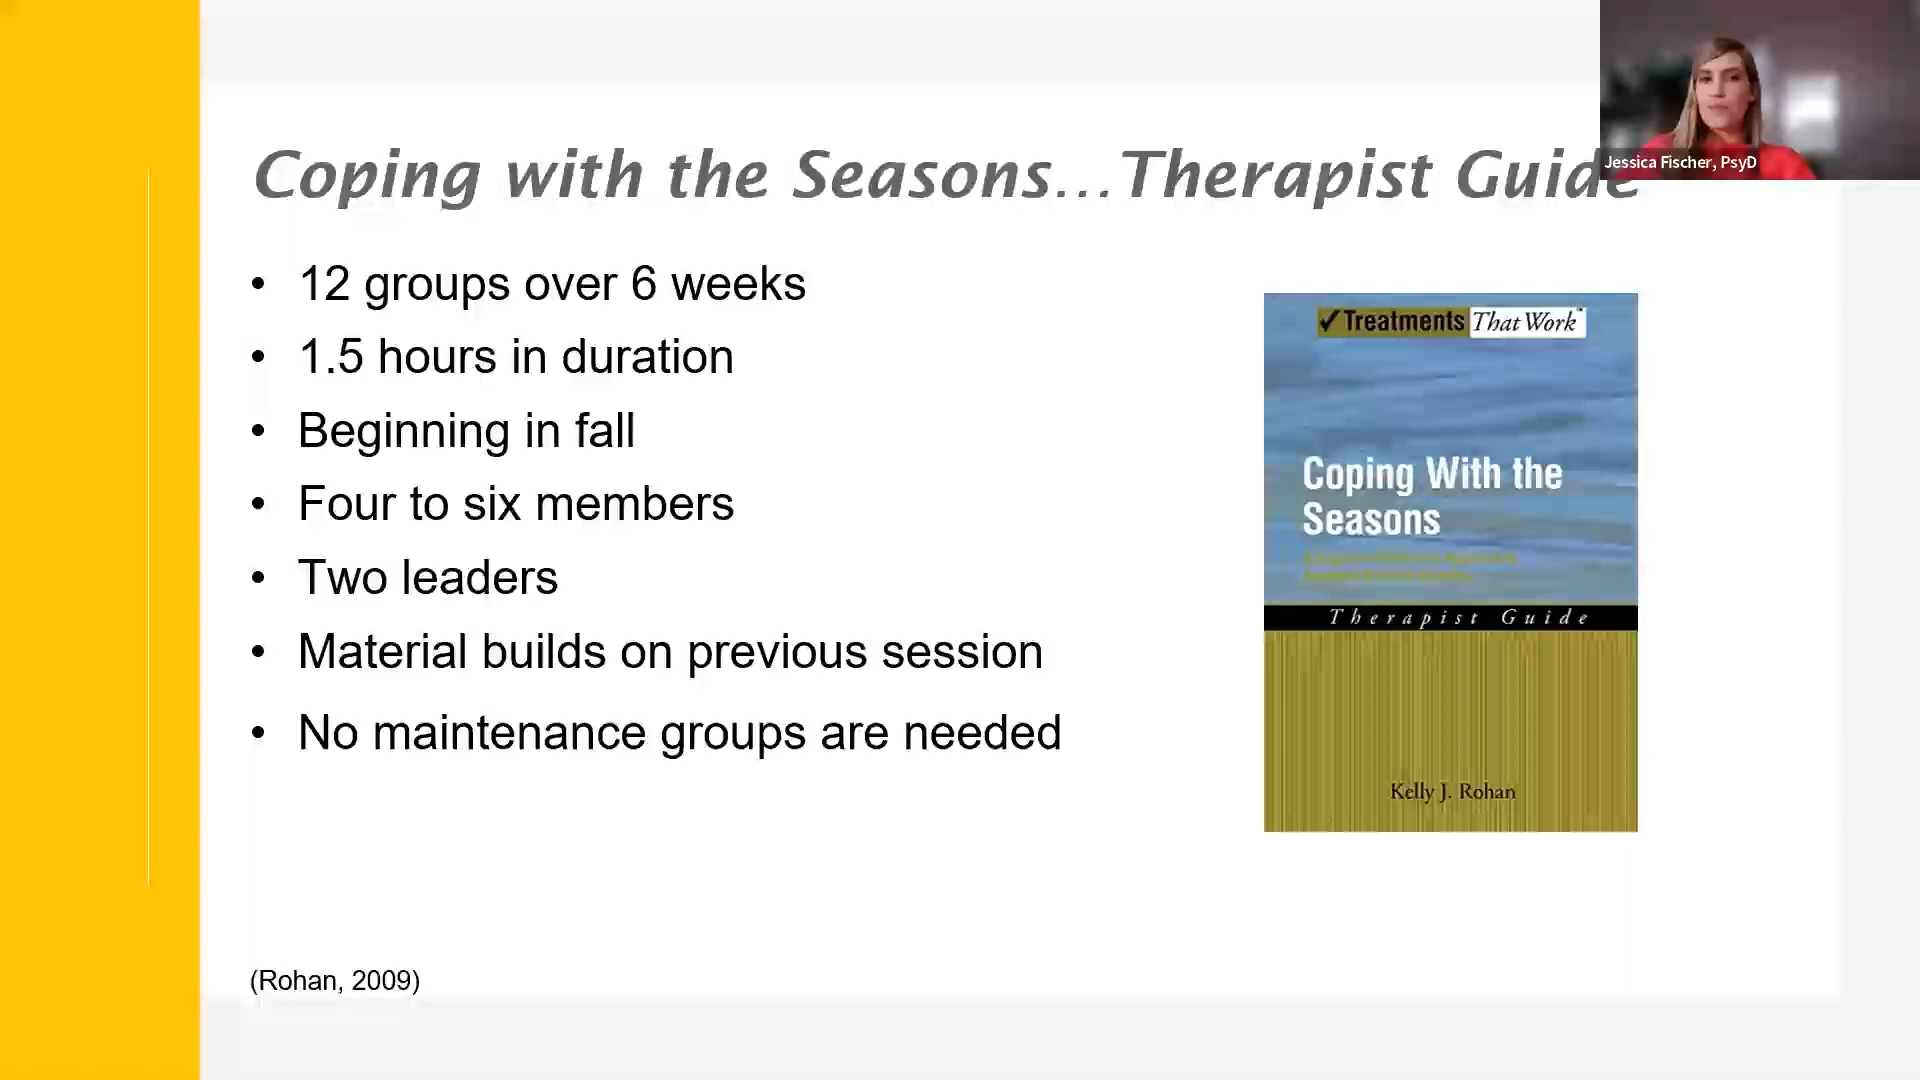 Jessica Fischer, PsyD
Coping with the Seasons...Therapist Guide
• 12 groups over 6 weeks
• 1.5 hours in duration
• Beginning in fall
• Four to six members
• Two leaders
• Material builds on previous session
• No maintenance groups are needed
✓Treatments That Work™
Coping With the
Seasons
Therapist Guide
Kelly J. Rohan
(Rohan, 2009)